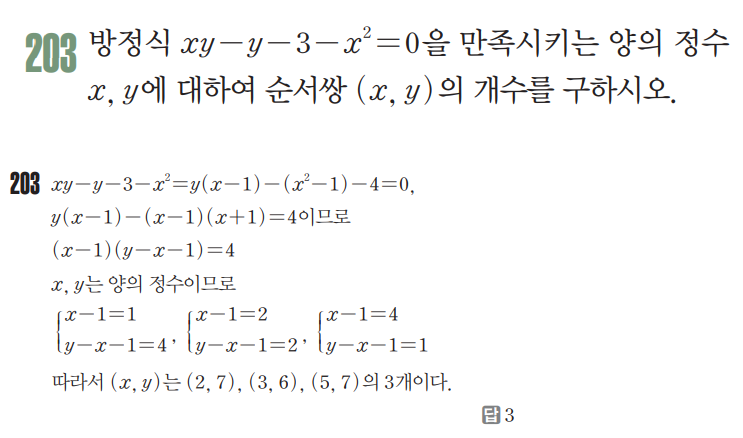 203 방정식 xy−y−3−x²=0을 만족시키는 양의 정수
x, y에 대하여 순서쌍 (x, y)의 개수를 구하시오.
203 xy−y−3−x²=y(x−1)−(x²−1)−4=0,
y(x−1)−(x−1)(x+1)=4이므로
(x−1)(y−x−1)=4
x, y는 양의 정수이므로
{x−1=1 {x−1=2 {x−1=4
y−x−1=4, y−x−1=2, y−x−1=1
따라서 (x, y)는 (2, 7), (3, 6), (5, 7)의 3개이다.
답 3